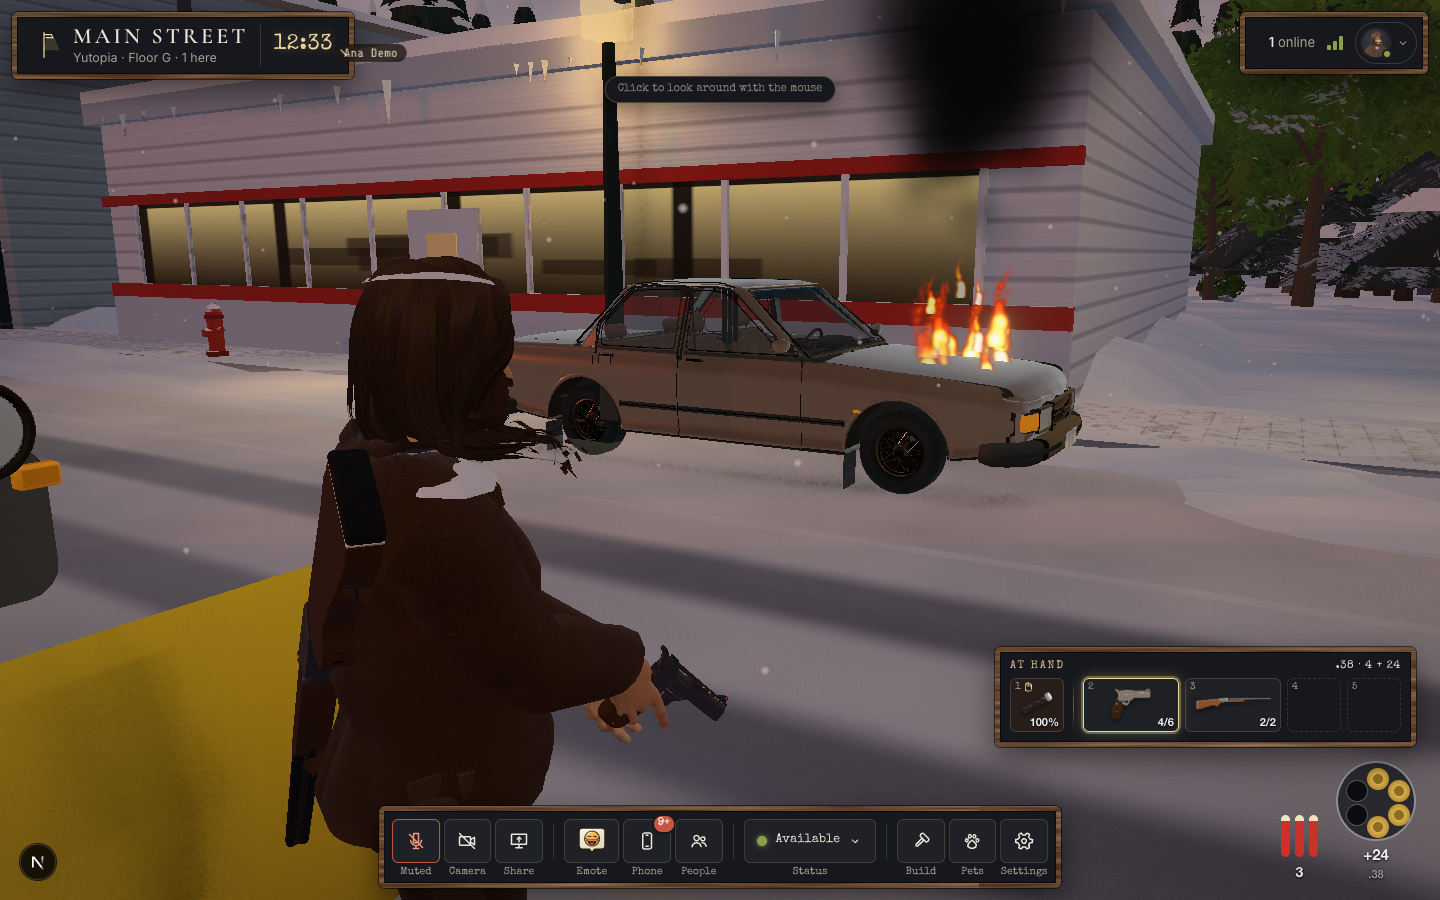 MAIN STREET
Yutopia · Floor G · 1 here
12:33
Ana Demo
Click to look around with the mouse
1 online
AT HAND
.38 · 4 + 24
1
100%
2
4/6
3
2/2
4
5
3
+24
.38
9+
Available
Muted
Camera
Share
Emote
Phone
People
Status
Build
Pets
Settings
N